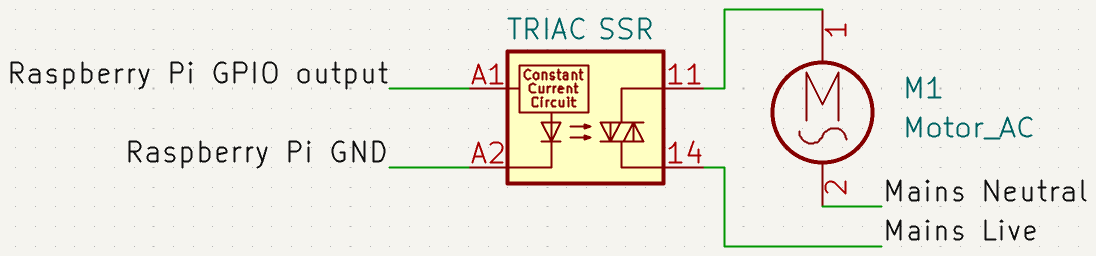 TRIAC SSR
Raspberry Pi GPIO output
A1
Constant
Current
Circuit
11
Raspberry Pi GND
A2
14
1
M
M1
Motor_AC
2
Mains Neutral
Mains Live